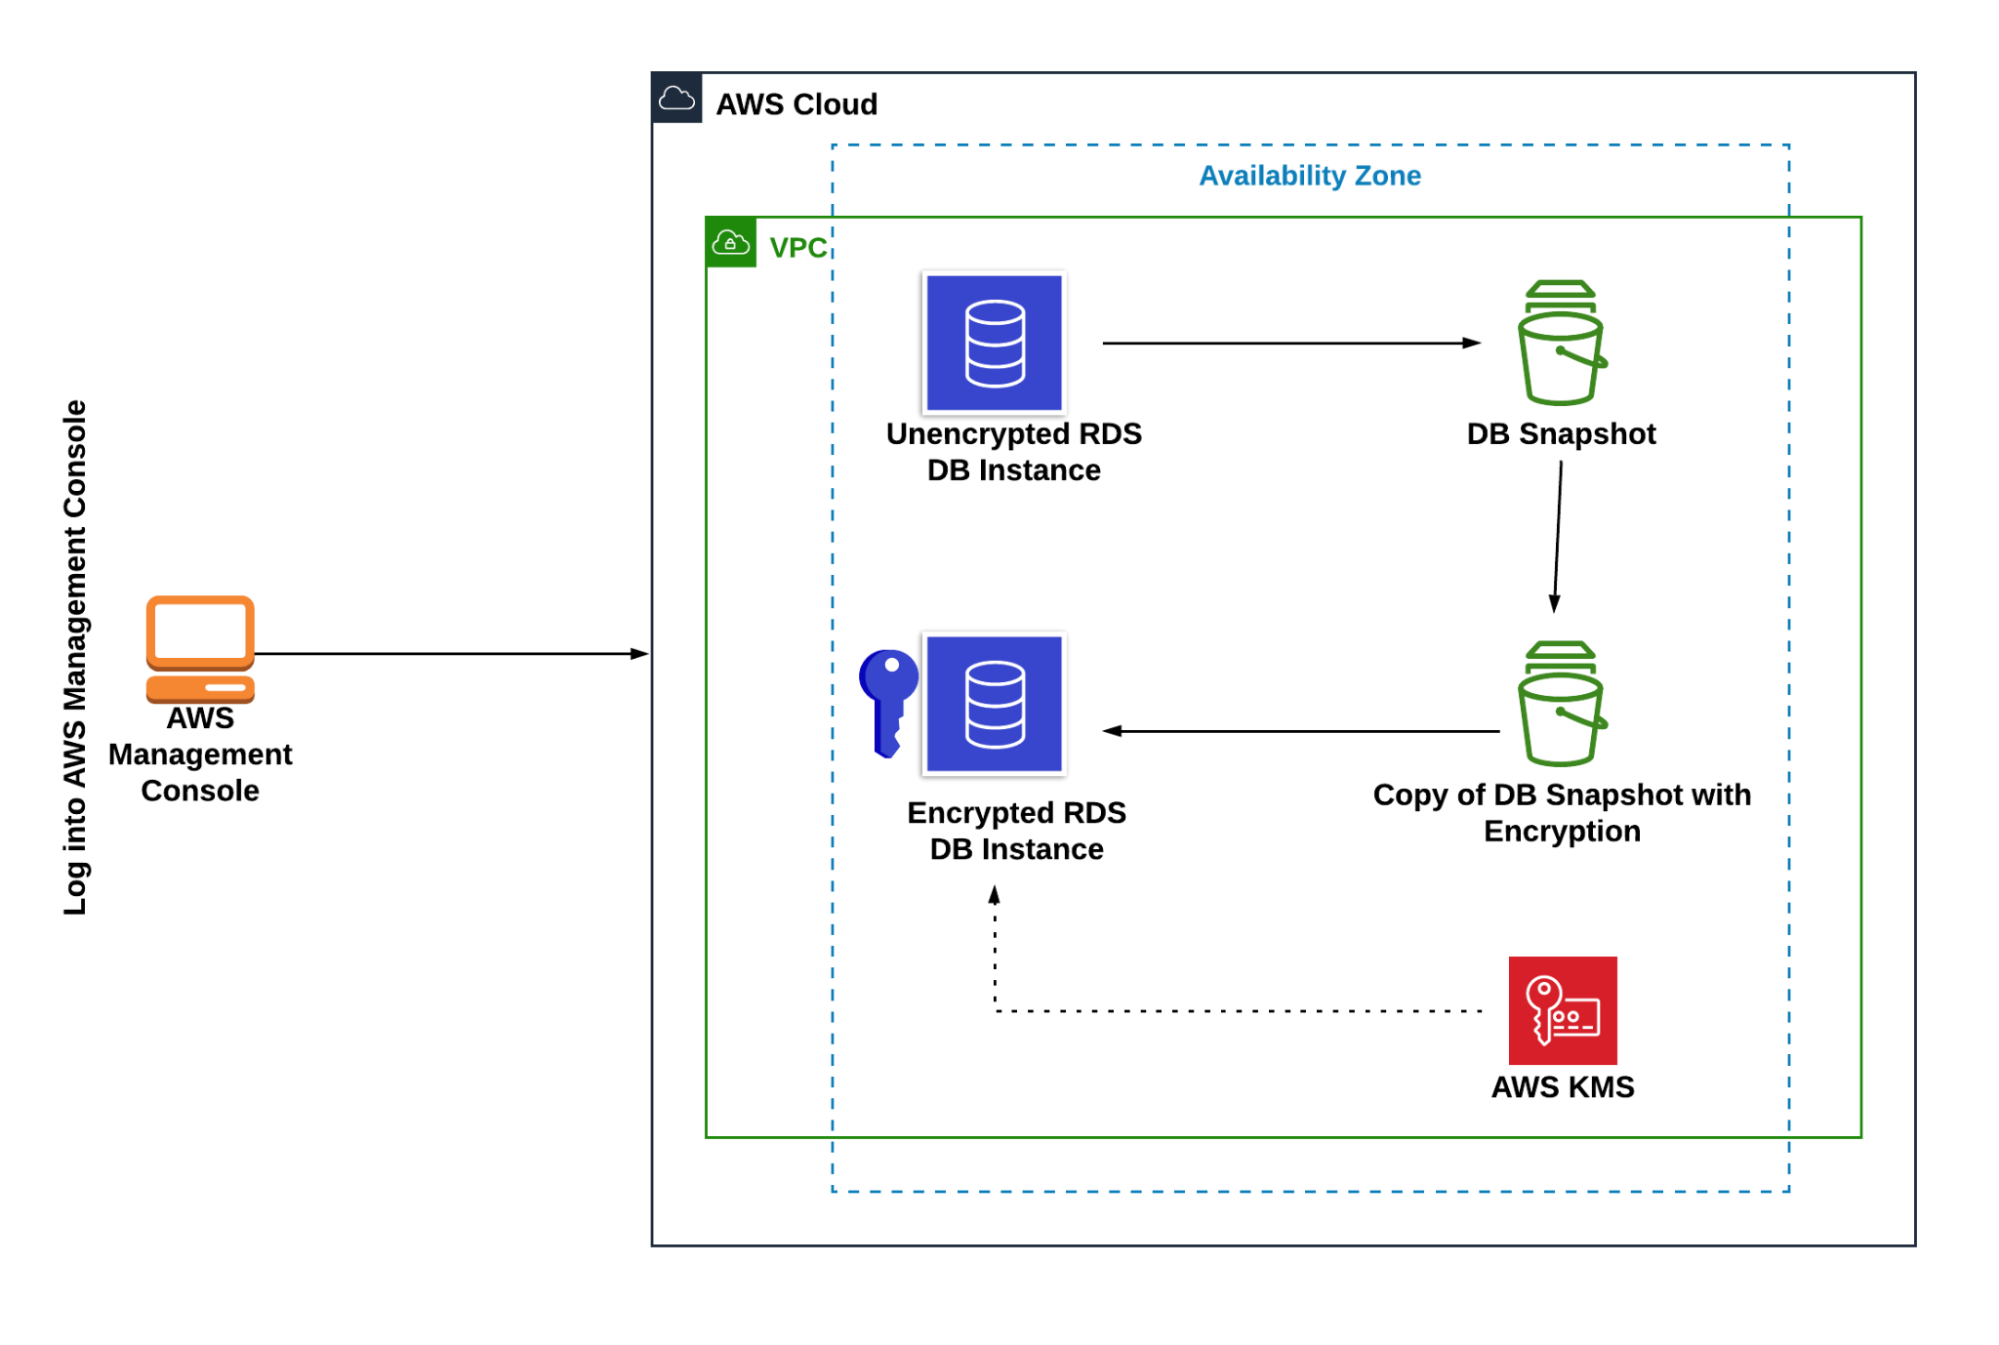 Log into AWS Management Console
AWS
Management
Console
AWS Cloud
Availability Zone
VPC
Unencrypted RDS
DB Instance
DB Snapshot
Encrypted RDS
DB Instance
Copy of DB Snapshot with
Encryption
AWS KMS